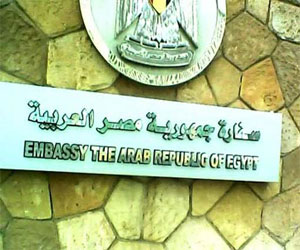 سفارة جمهورية مصر العربية
EMBASSY THE ARAB REPUBLIC OF EGYPT